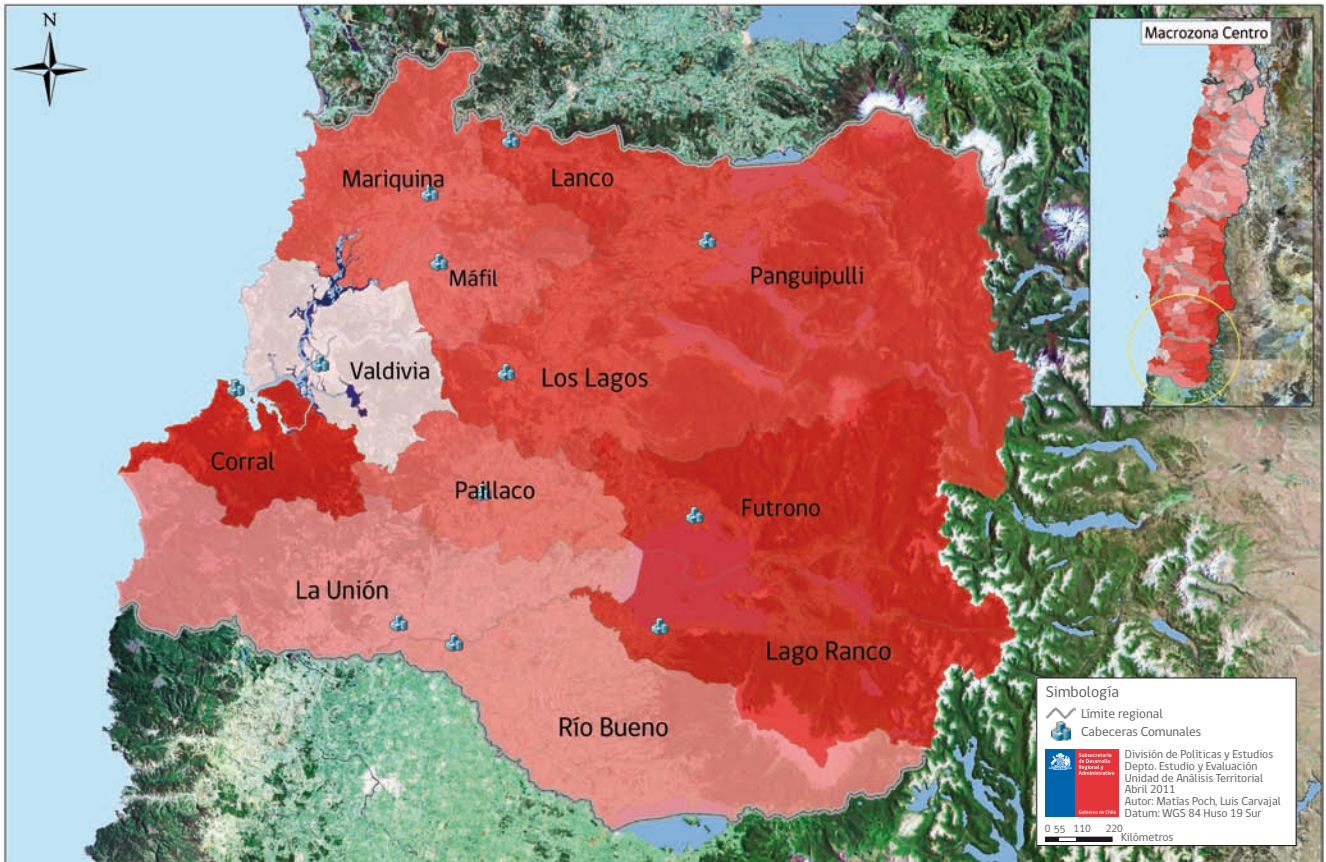 N
Macrozona Centro
Mariquina
Lanco
Máfil
Panguipulli
Valdivia
Los Lagos
Corral
Paillaco
Futrono
La Unión
Lago Ranco
Río Bueno
Simbología
Límite regional
Cabeceras Comunales
Subsecretaría
de Desarrollo
Regional y
Administrativo
Gobierno de Chile
División de Políticas y Estudios
Depto. Estudio y Evaluación
Unidad de Análisis Territorial
Abril 2011
Autor: Matías Poch, Luis Carvajal
Datum: WGS 84 Huso 19 Sur
0 55 110 220
Kilómetros